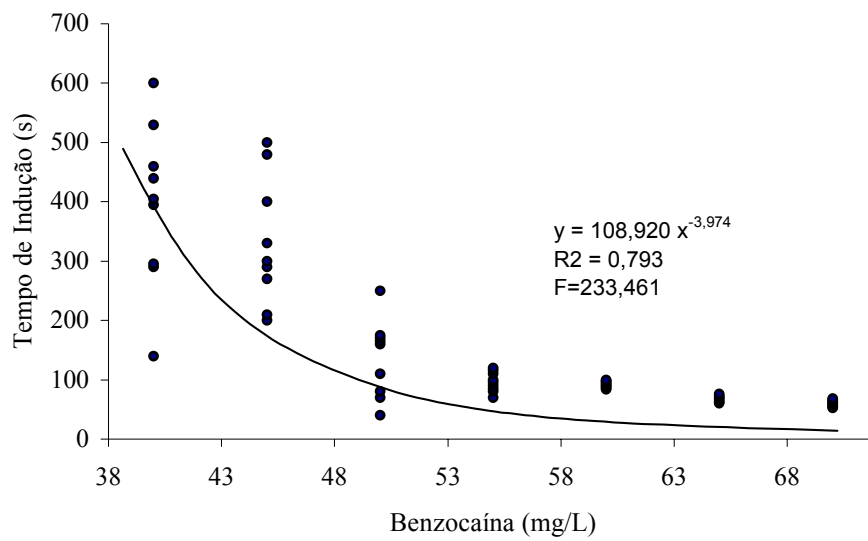 700
600
500
400
300
200
100
0
Tempo de Indução (s)
y = 108,920 x^-3,974
R2 = 0,793
F=233,461
38 43 48 53 58 63 68
Benzocaína (mg/L)